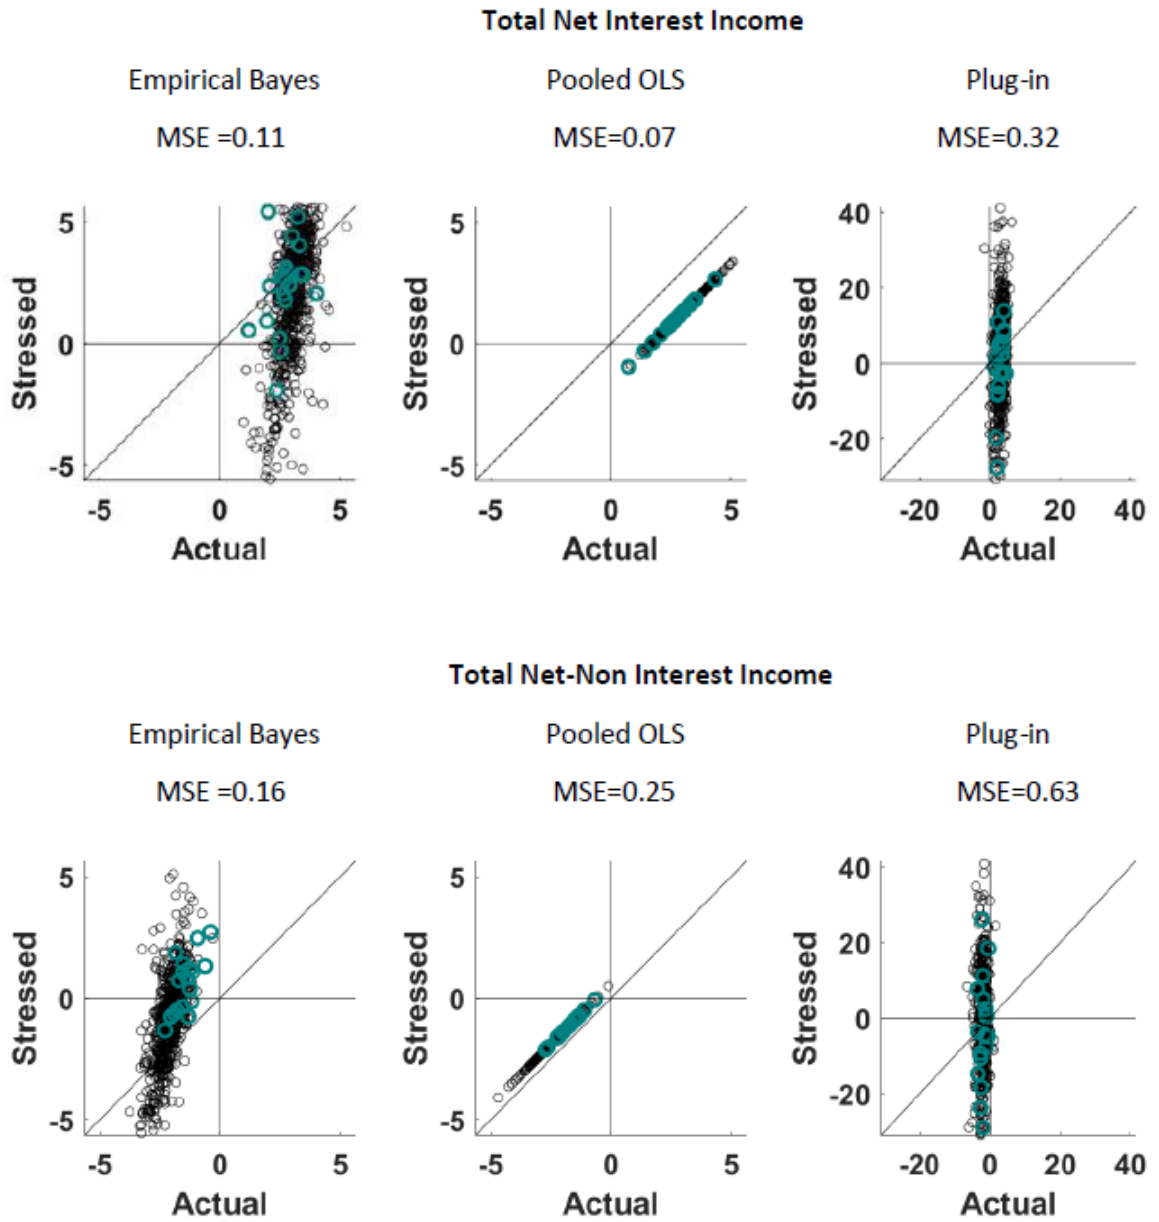 Total Net Interest Income
Empirical Bayes Pooled OLS Plug-in
MSE =0.11 MSE=0.07 MSE=0.32
5
0
-5
Stressed
-5 0 5
Actual
5
0
-5
Stressed
-5 0 5
Actual
40
20
0
-20
Stressed
-20 0 20 40
Actual
Total Net-Non Interest Income
Empirical Bayes Pooled OLS Plug-in
MSE =0.16 MSE=0.25 MSE=0.63
5
0
-5
Stressed
-5 0 5
Actual
5
0
-5
Stressed
-5 0 5
Actual
40
20
0
-20
Stressed
-20 0 20 40
Actual